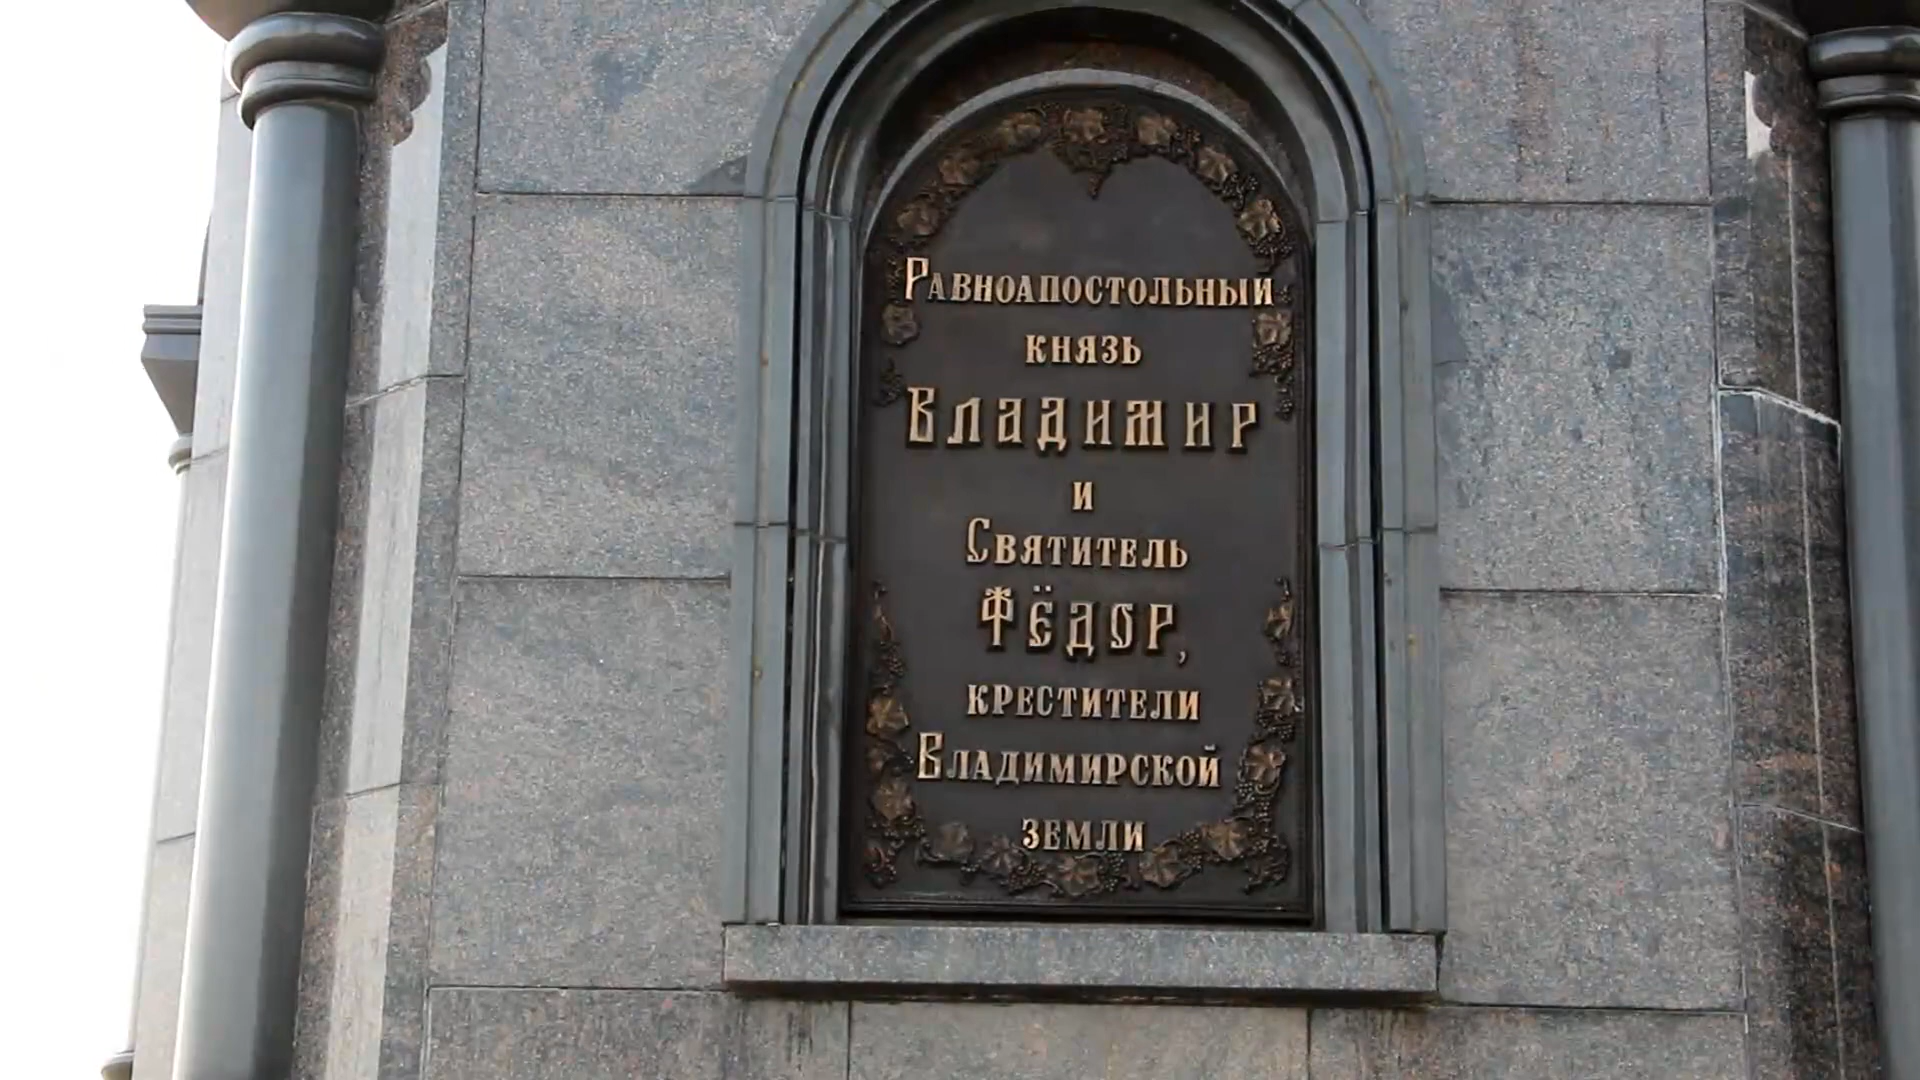 Равноапостольный
князь
Владимир
и
Святитель
Фёдор,
крестители
Владимирской
земли